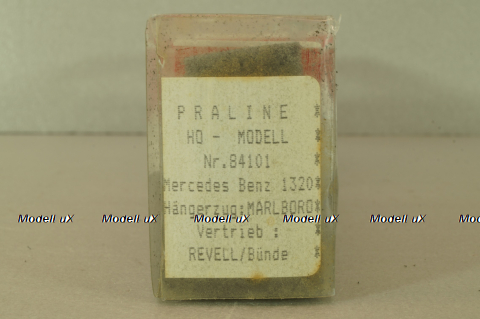 PRALINE *
HO - MODELL *
Nr.84101 *
Mercedes Benz 1320*
Hängerzug:MARLBORO*
Vertrieb : *
REVELL/Bünde *
Modell uX Modell uX Modell uX Modell uX Modell uX